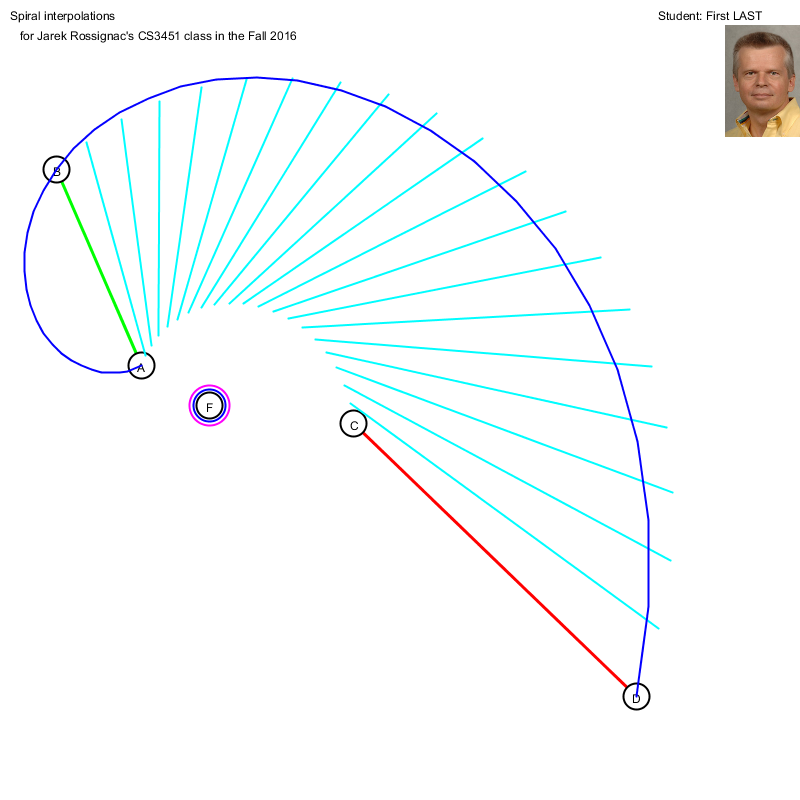 Spiral interpolations
Student: First LAST
for Jarek Rossignac's CS3451 class in the Fall 2016
B
A
F
C
D